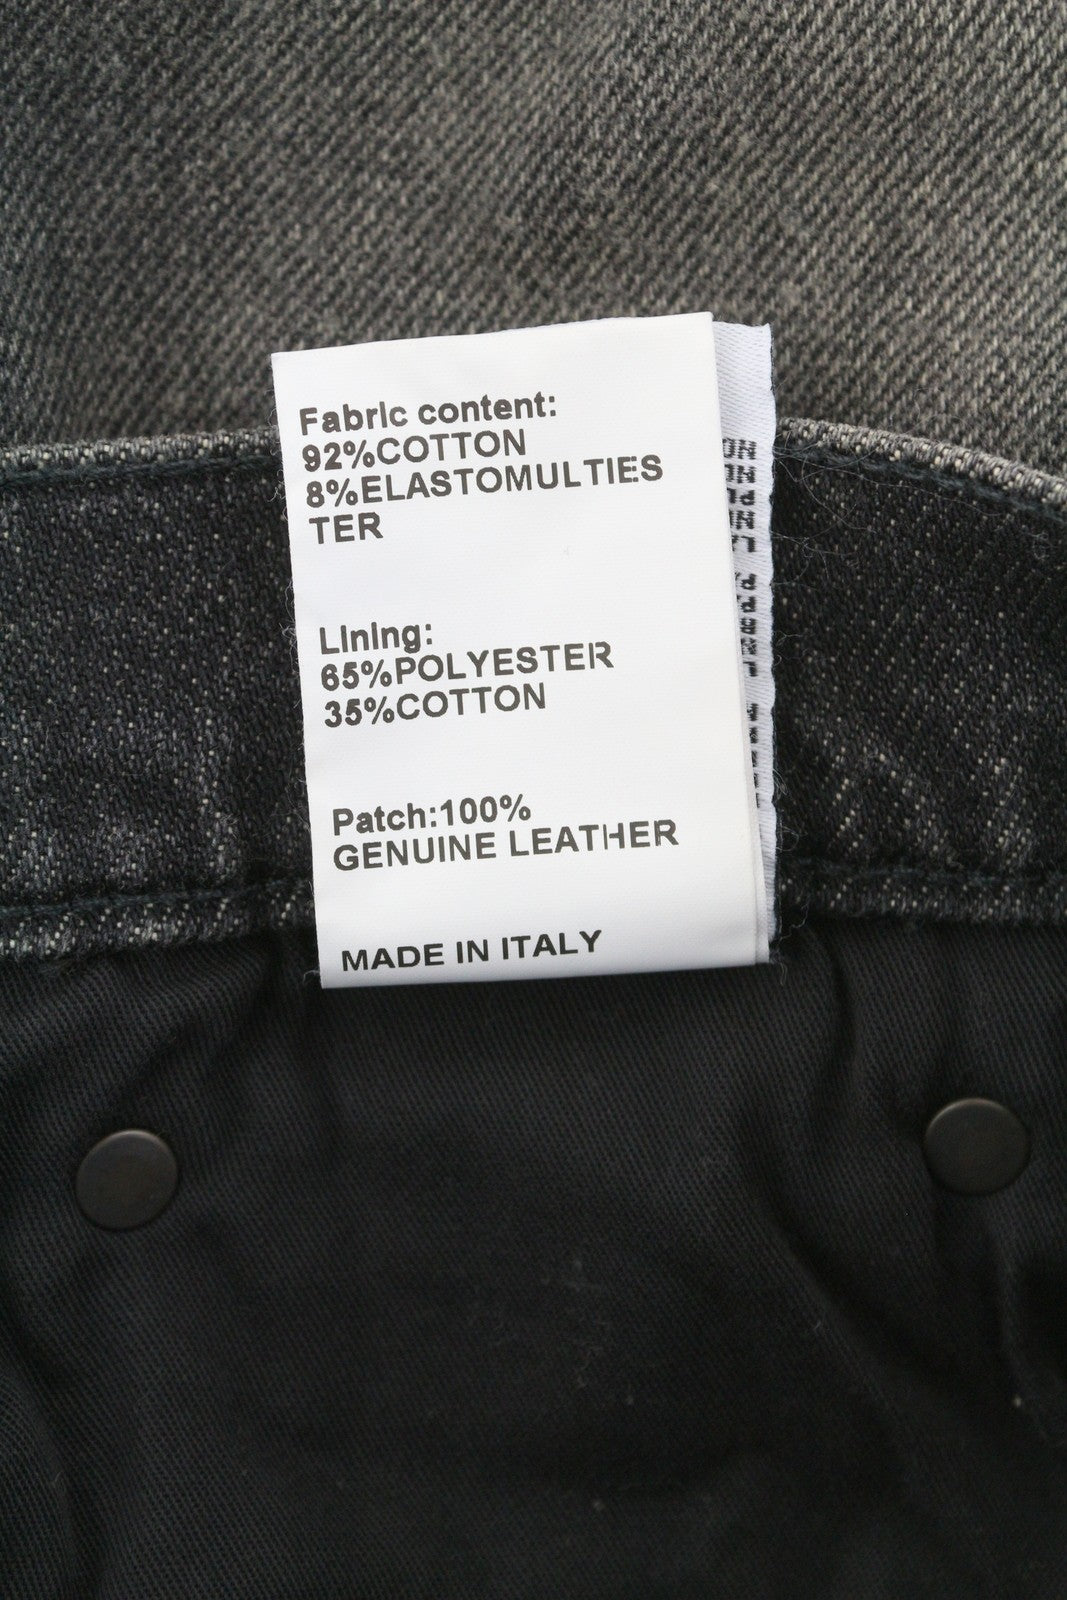 Fabric content:
92%COTTON
8%ELASTOMULTIES
TER
Lining:
65%POLYESTER
35%COTTON
Patch:100%
GENUINE LEATHER
MADE IN ITALY